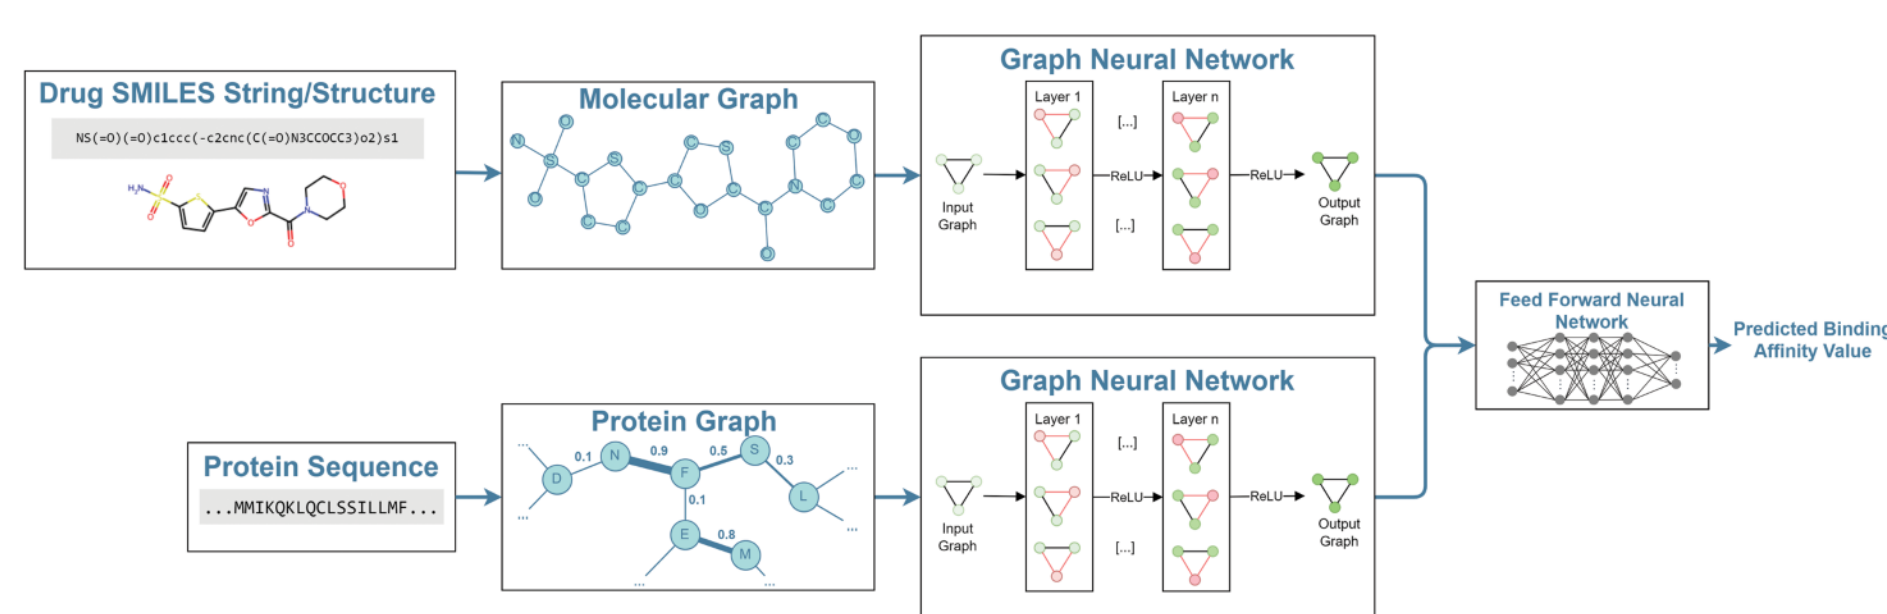 Drug SMILES String/Structure
NS(=O)(=O)c1ccc(-c2cnc(C(=O)N3CCOCC3)o2)s1
H₂N
S
O
O
S
N
O
O
N
O
Molecular Graph
N
O
S
O
C
S
C
C
C
C
C
S
C
O
C
O
N
C
C
O
C
C
Graph Neural Network
Layer 1
Layer n
[...]
Input
Graph
ReLU
ReLU
Output
Graph
[...]
Protein Sequence
...MMIKQKLQCLSSILLMF...
Protein Graph
...
D
0.1
N
0.9
F
0.5
S
0.3
L
...
...
...
0.1
E
0.8
M
...
...
Graph Neural Network
Layer 1
Layer n
[...]
Input
Graph
ReLU
ReLU
Output
Graph
[...]
Feed Forward Neural
Network
Predicted Binding
Affinity Value